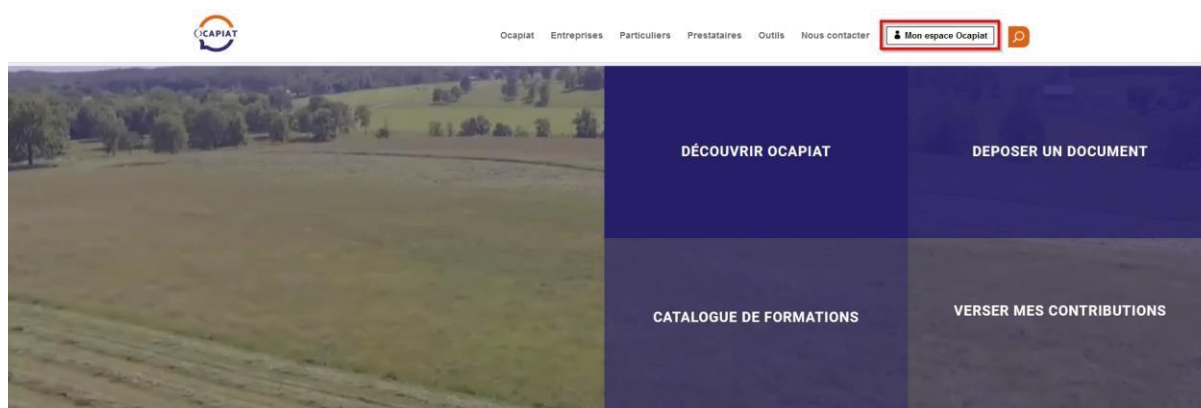 OCAPIAT
Ocapiat Entreprises Particuliers Prestataires Outils Nous contacter Mon espace Ocapiat
DÉCOUVRIR OCAPIAT
DEPOSER UN DOCUMENT
CATALOGUE DE FORMATIONS
VERSER MES CONTRIBUTIONS